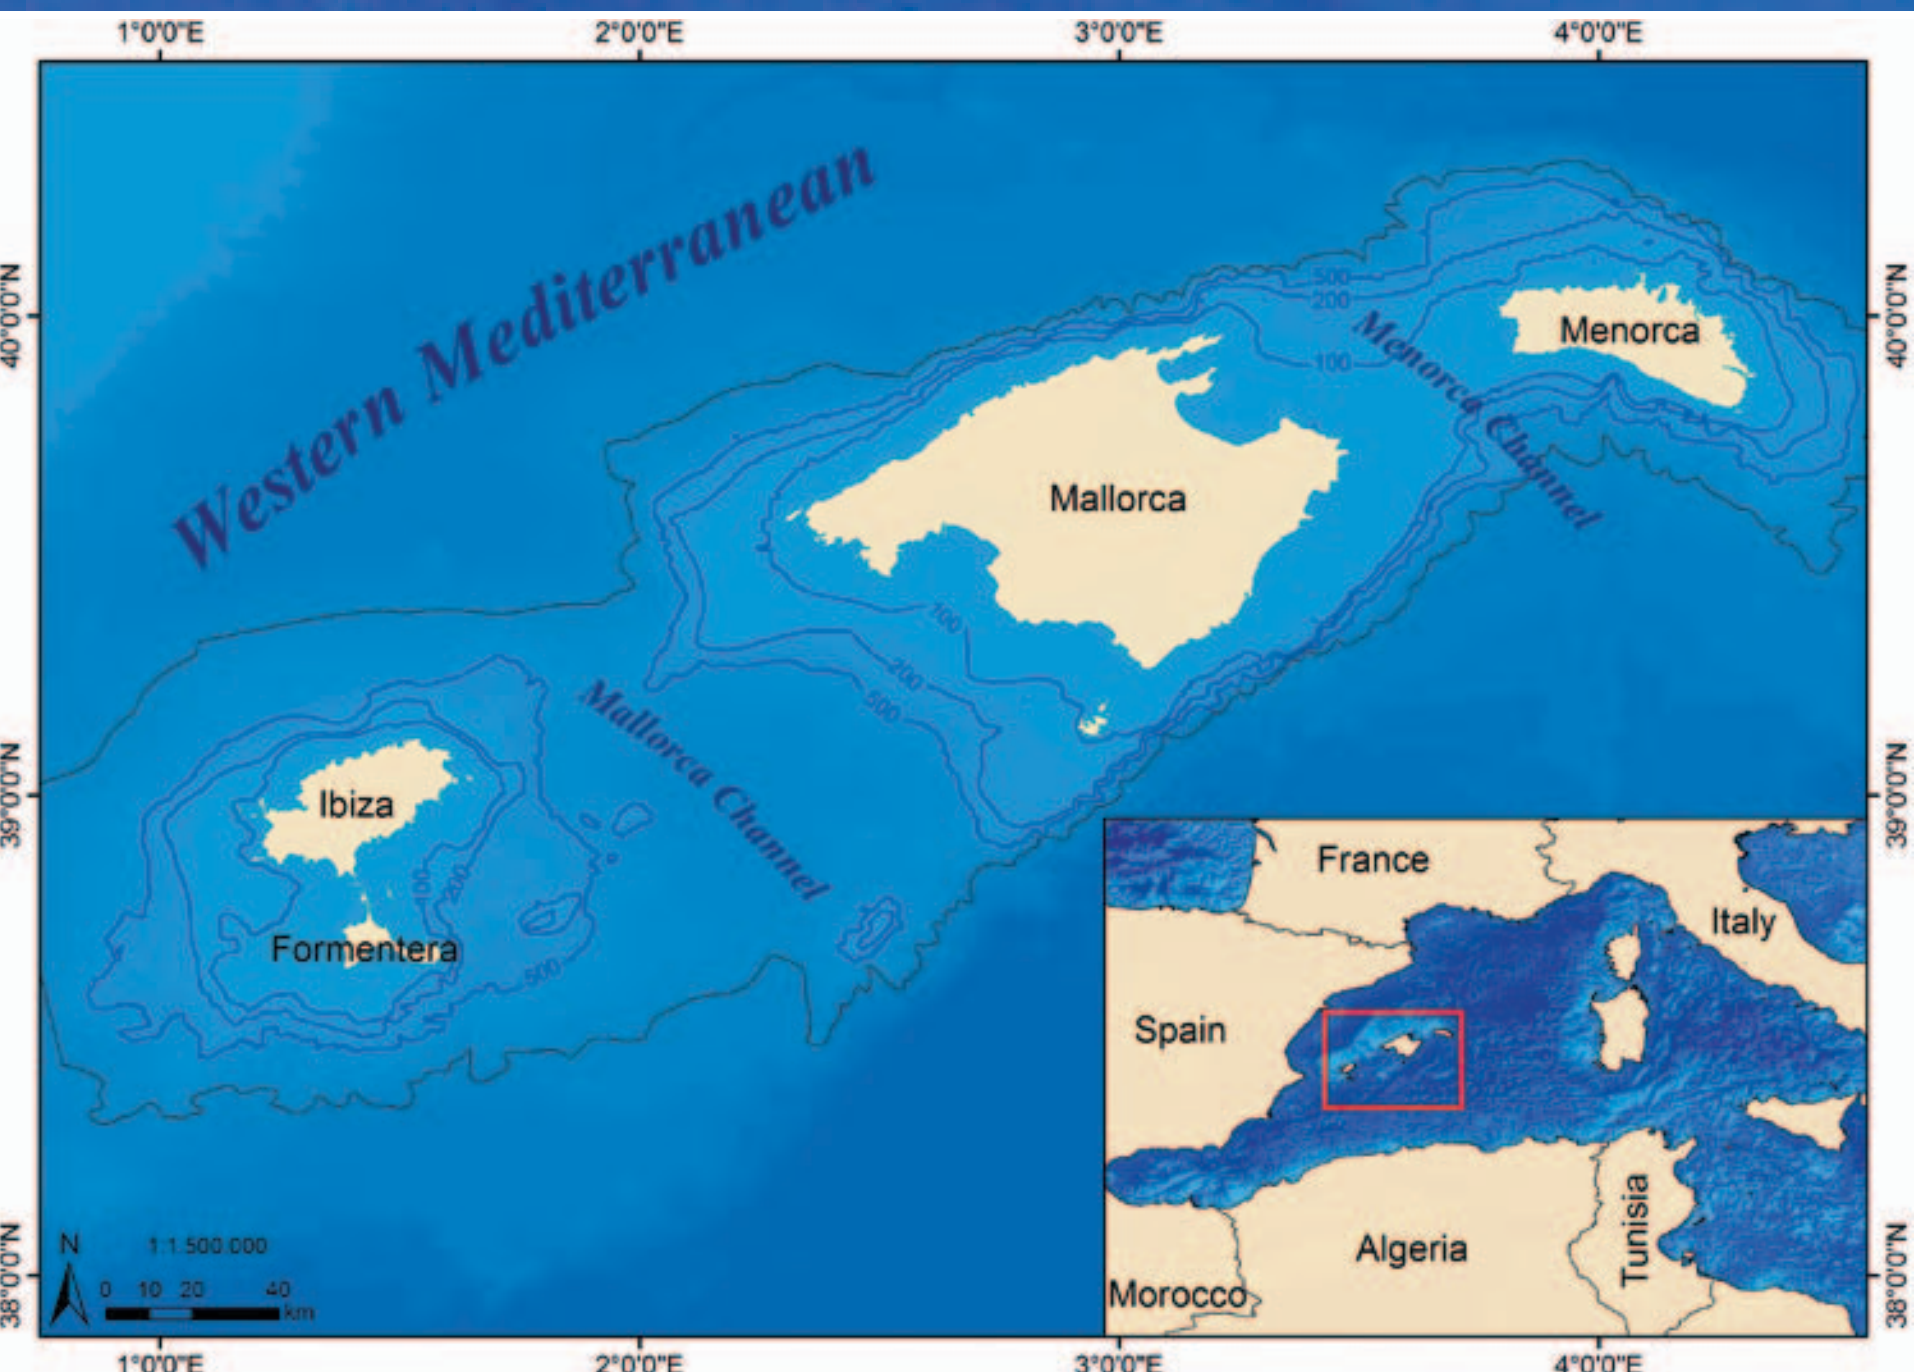 1°0'0"E
2°0'0"E
3°0'0"E
4°0'0"E
40°0'0"N
40°0'0"N
39°0'0"N
39°0'0"N
38°0'0"N
38°0'0"N
Western Mediterranean
500
200
100
Menorca
Menorca Channel
Mallorca
100
200
500
Mallorca Channel
Ibiza
100
200
Formentera
500
France
Italy
Spain
Algeria
Tunisia
Morocco
N
1:1.500.000
0 10 20 40
km
1°0'0"E
2°0'0"E
3°0'0"E
4°0'0"E